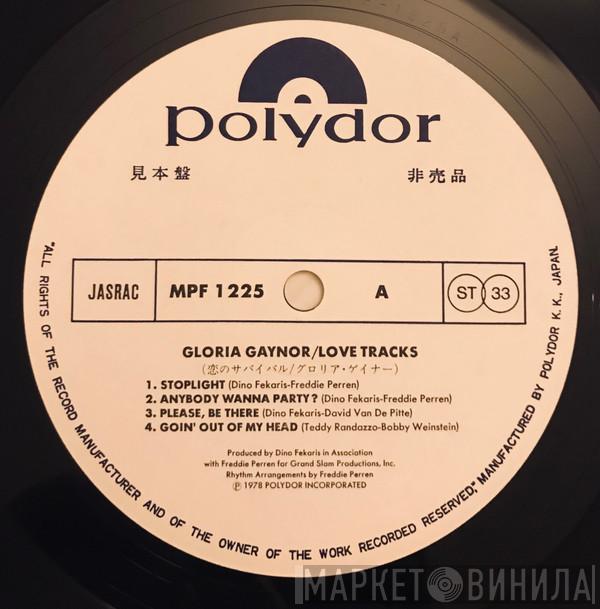 polydor
見本盤 非売品
JASRAC MPF 1225 A ST 33
GLORIA GAYNOR/LOVE TRACKS
(恋のサバイバル/グロリア・ゲイナー)
1. STOPLIGHT (Dino Fekaris-Freddie Perren)
2. ANYBODY WANNA PARTY? (Dino Fekaris-Freddie Perren)
3. PLEASE, BE THERE (Dino Fekaris-David Van De Pitte)
4. GOIN' OUT OF MY HEAD (Teddy Randazzo-Bobby Weinstein)
Produced by Dino Fekaris in Association
with Freddie Perren for Grand Slam Productions, Inc.
Rhythm Arrangements by Freddie Perren
Ⓟ 1978 POLYDOR INCORPORATED
"ALL RIGHTS OF THE RECORD MANUFACTURER AND OF THE OWNER OF THE WORK RECORDED RESERVED," MANUFACTURED BY POLYDOR K.K., JAPAN.
МАРКЕТ ВИНИЛА